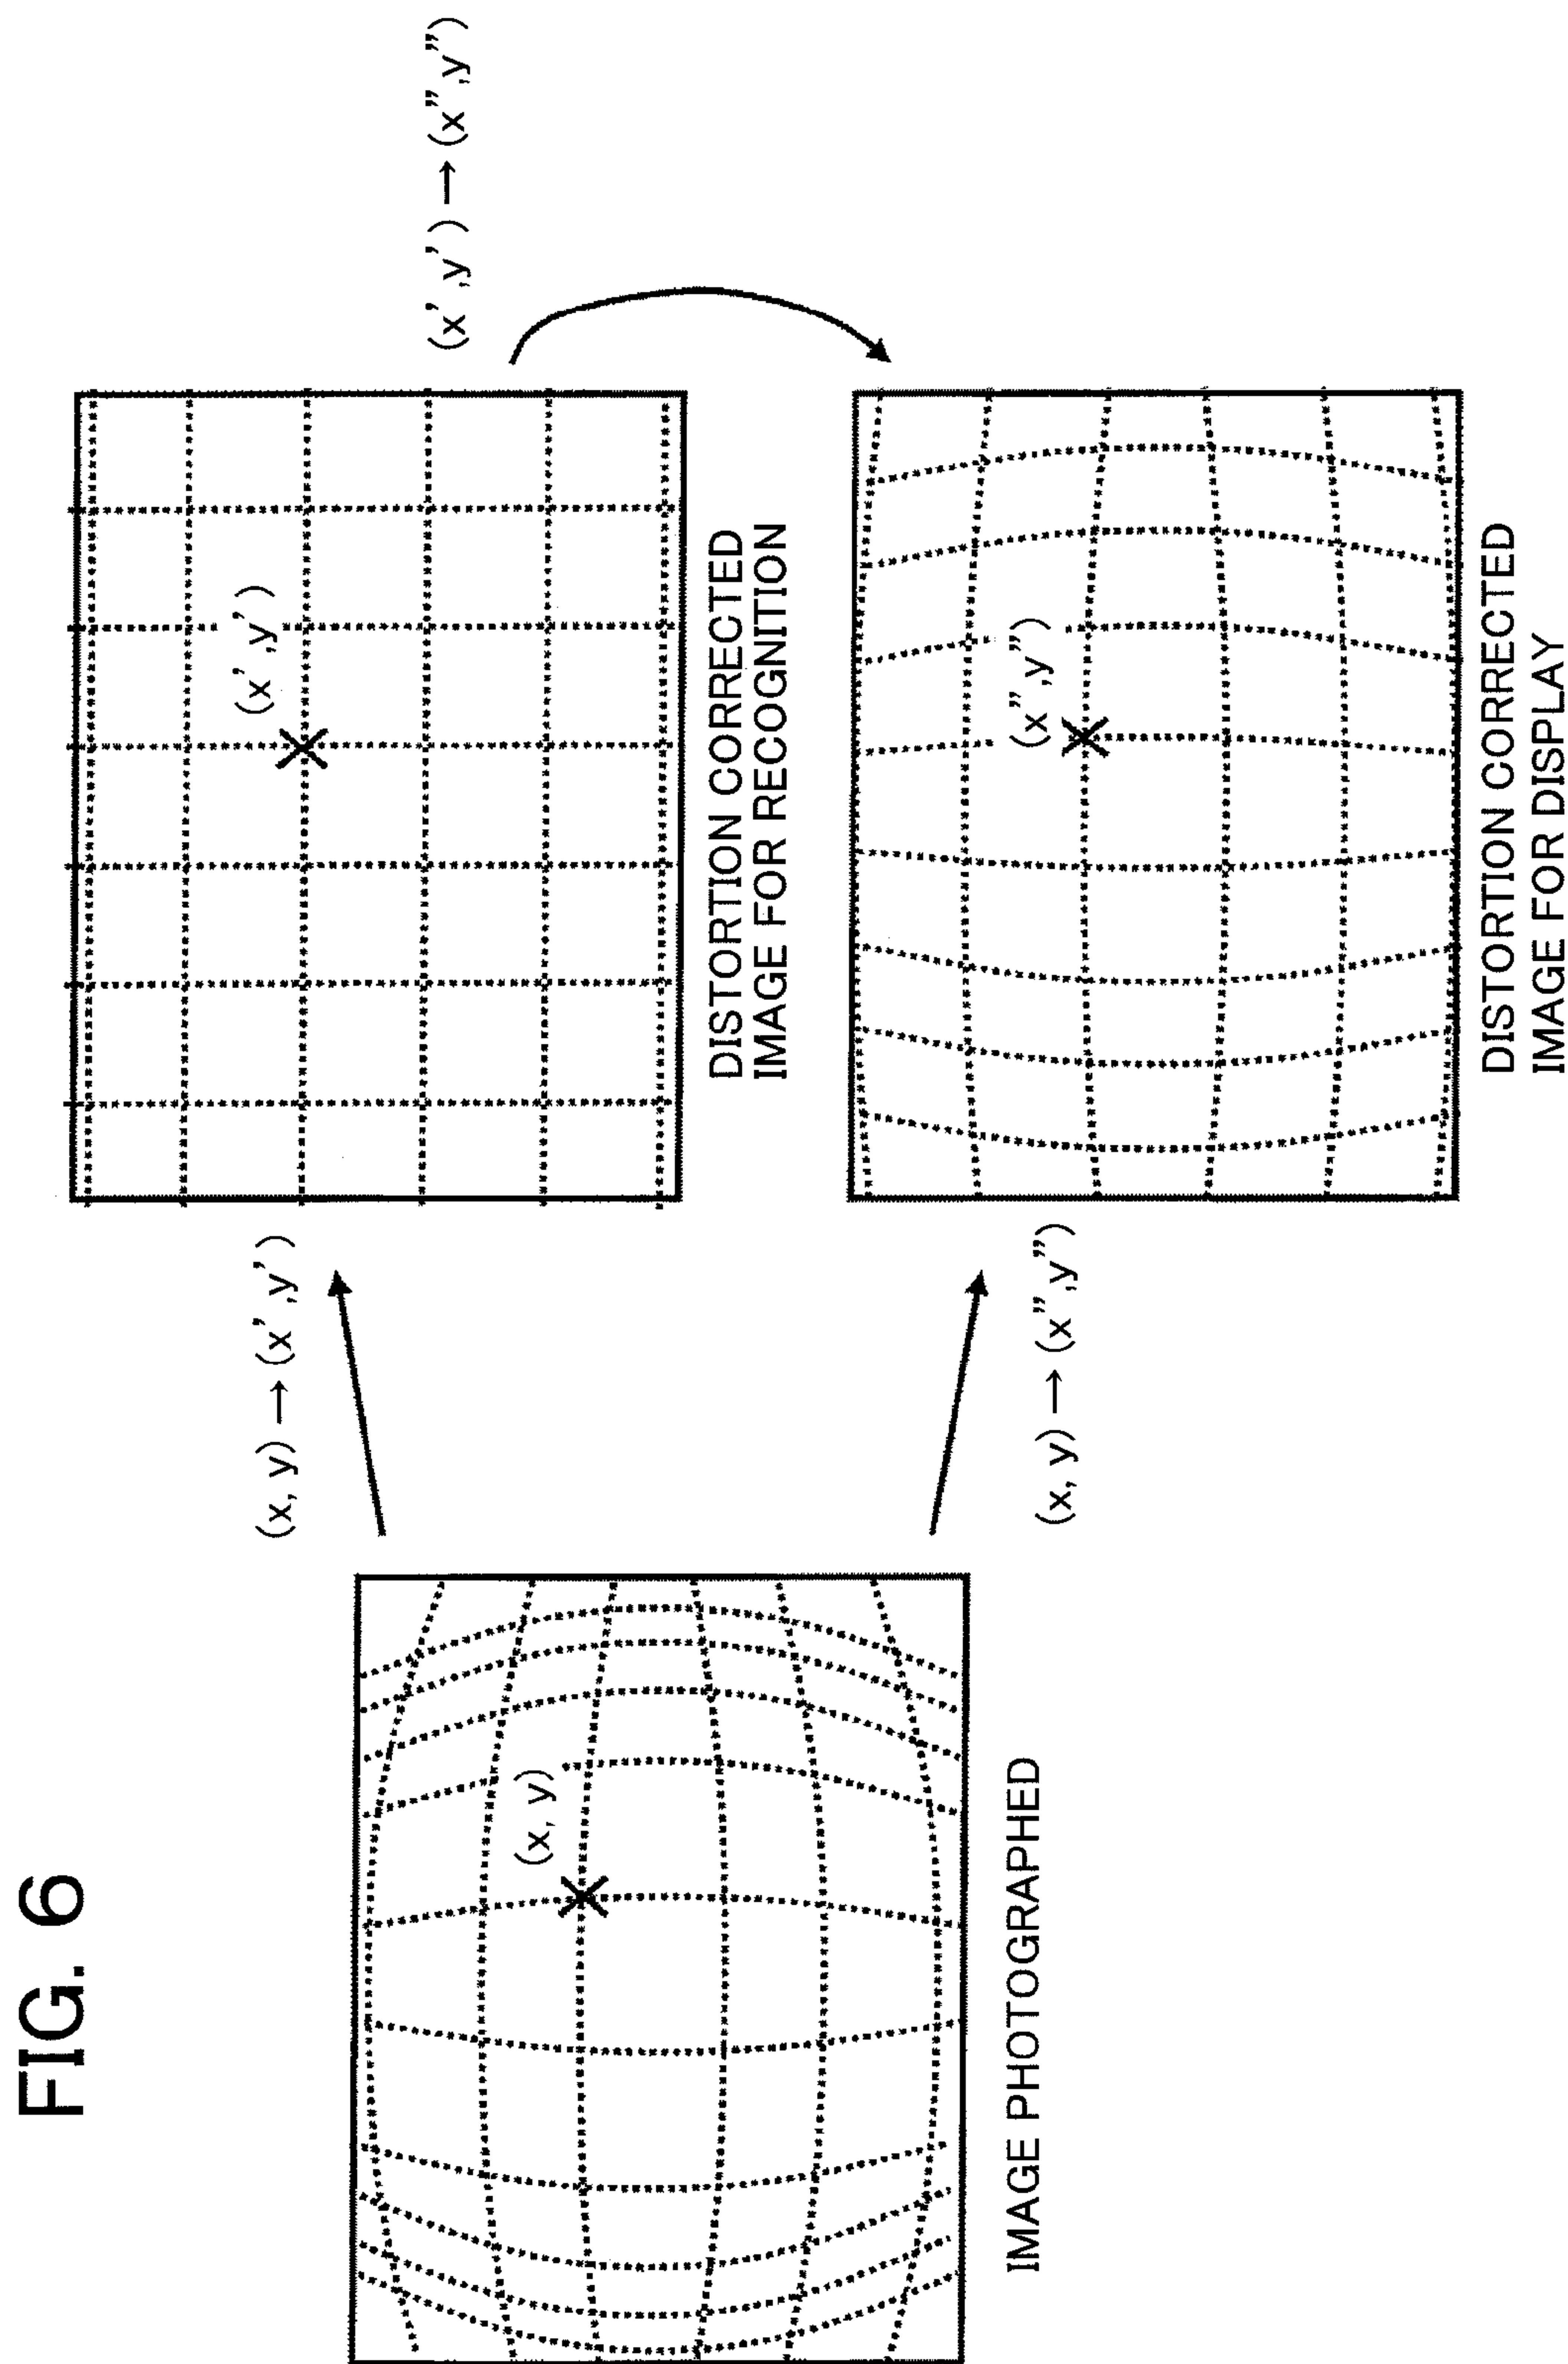 FIG. 6
(x, y) → (x' ,y' )
(x' ,y' ) → (x'' ,y'')
(x' ,y' )
DISTORTION CORRECTED
IMAGE FOR RECOGNITION
(x, y)
IMAGE PHOTOGRAPHED
(x, y) → (x'' ,y'')
(x'' ,y'')
DISTORTION CORRECTED
IMAGE FOR DISPLAY